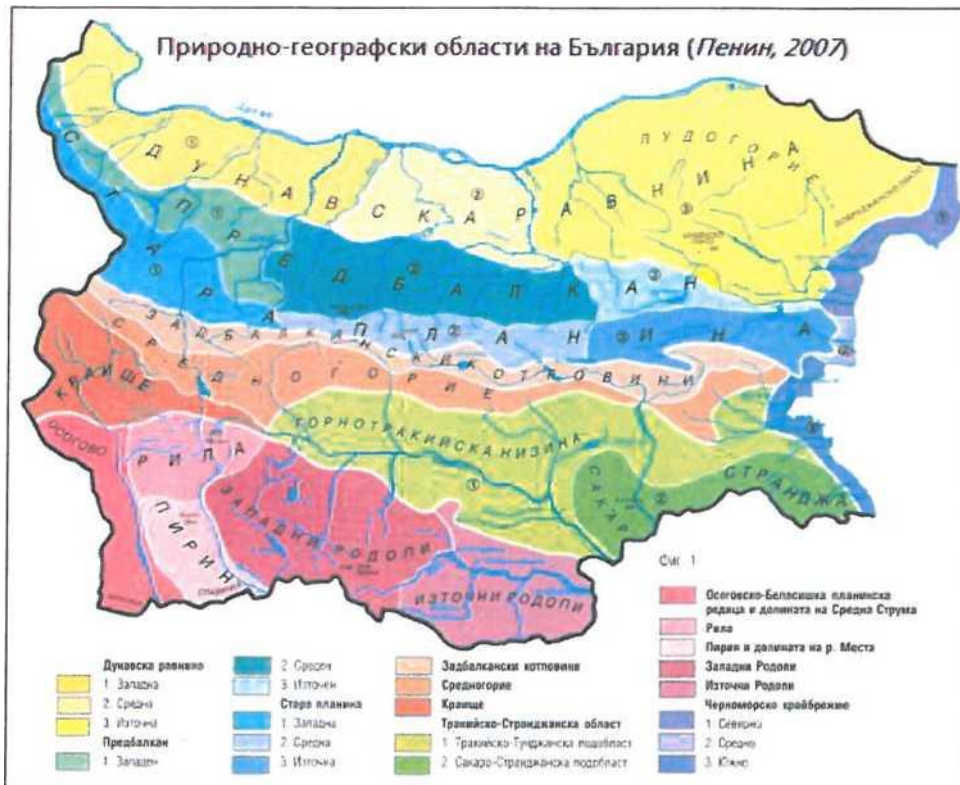 Природно-географски области на България (Пенин, 2007)
Дунав
ЛУДОГОРИЕ
ДУНАВСКА РАВНИНА
ПРЕДБАЛКАН
СТАРА ПЛАНИНА
ЗАДБАЛКАНСКИ КОТЛОВИНИ
СРЕДНОГОРИЕ
КРАИЩЕ
ГОРНОТРАКИЙСКА НИЗИНА
ОСОГОВО
РИЛА
ПИРИН
ЗАПАДНИ РОДОПИ
ИЗТОЧНИ РОДОПИ
САКАР
СТРАНДЖА
Дунавска равнина
1. Западна
2. Средна
3. Източна
Предбалкан
1. Западен
2. Среден
3. Източен
Стара планина
1. Западна
2. Средна
3. Източна
Задбалкански котловини
Средногорие
Краище
Тракийско-Странджанска област
1 Тракийско-Тунджанска подобласт
2 Сакаро-Странджанска подобласт
Фиг. 1
Осоговско-Беласишка планинска
редица и долината на Средна Струма
Рила
Пирин и долината на р. Места
Западни Родопи
Източни Родопи
Черноморско крайбрежие
1 Северно
2 Средно
3. Южно